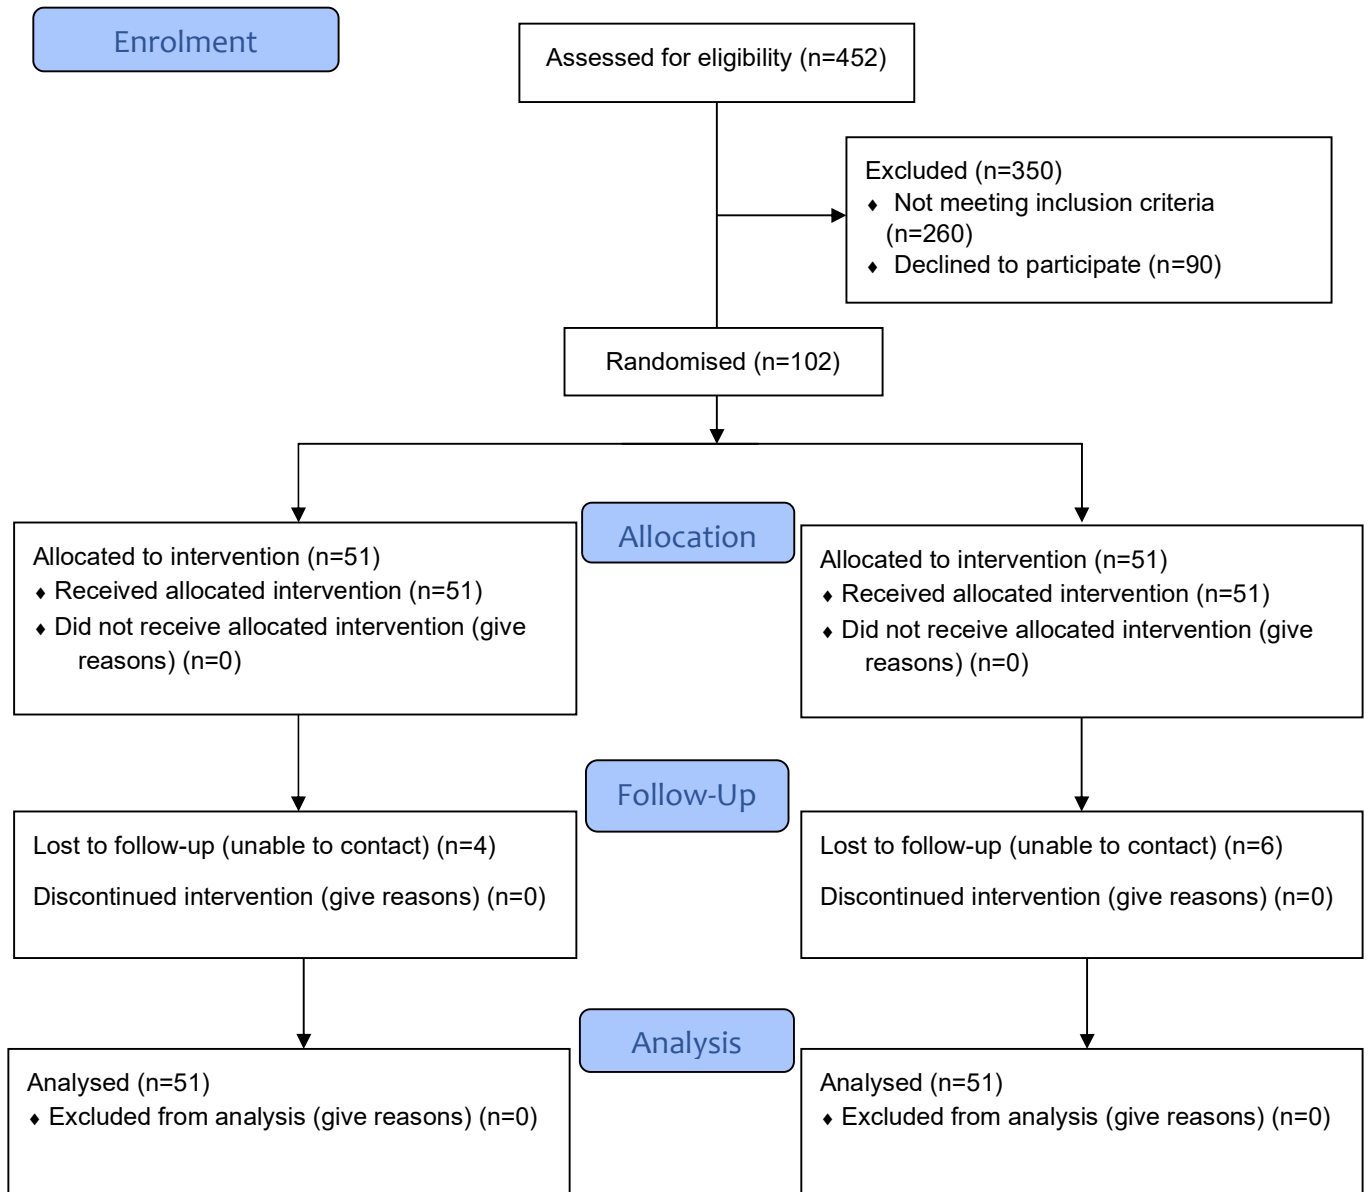 Enrolment
Assessed for eligibility (n=452)
Excluded (n=350)
♦ Not meeting inclusion criteria
(n=260)
♦ Declined to participate (n=90)
Randomised (n=102)
Allocation
Allocated to intervention (n=51)
♦ Received allocated intervention (n=51)
♦ Did not receive allocated intervention (give
reasons) (n=0)
Allocated to intervention (n=51)
♦ Received allocated intervention (n=51)
♦ Did not receive allocated intervention (give
reasons) (n=0)
Follow-Up
Lost to follow-up (unable to contact) (n=4)
Discontinued intervention (give reasons) (n=0)
Lost to follow-up (unable to contact) (n=6)
Discontinued intervention (give reasons) (n=0)
Analysis
Analysed (n=51)
♦ Excluded from analysis (give reasons) (n=0)
Analysed (n=51)
♦ Excluded from analysis (give reasons) (n=0)